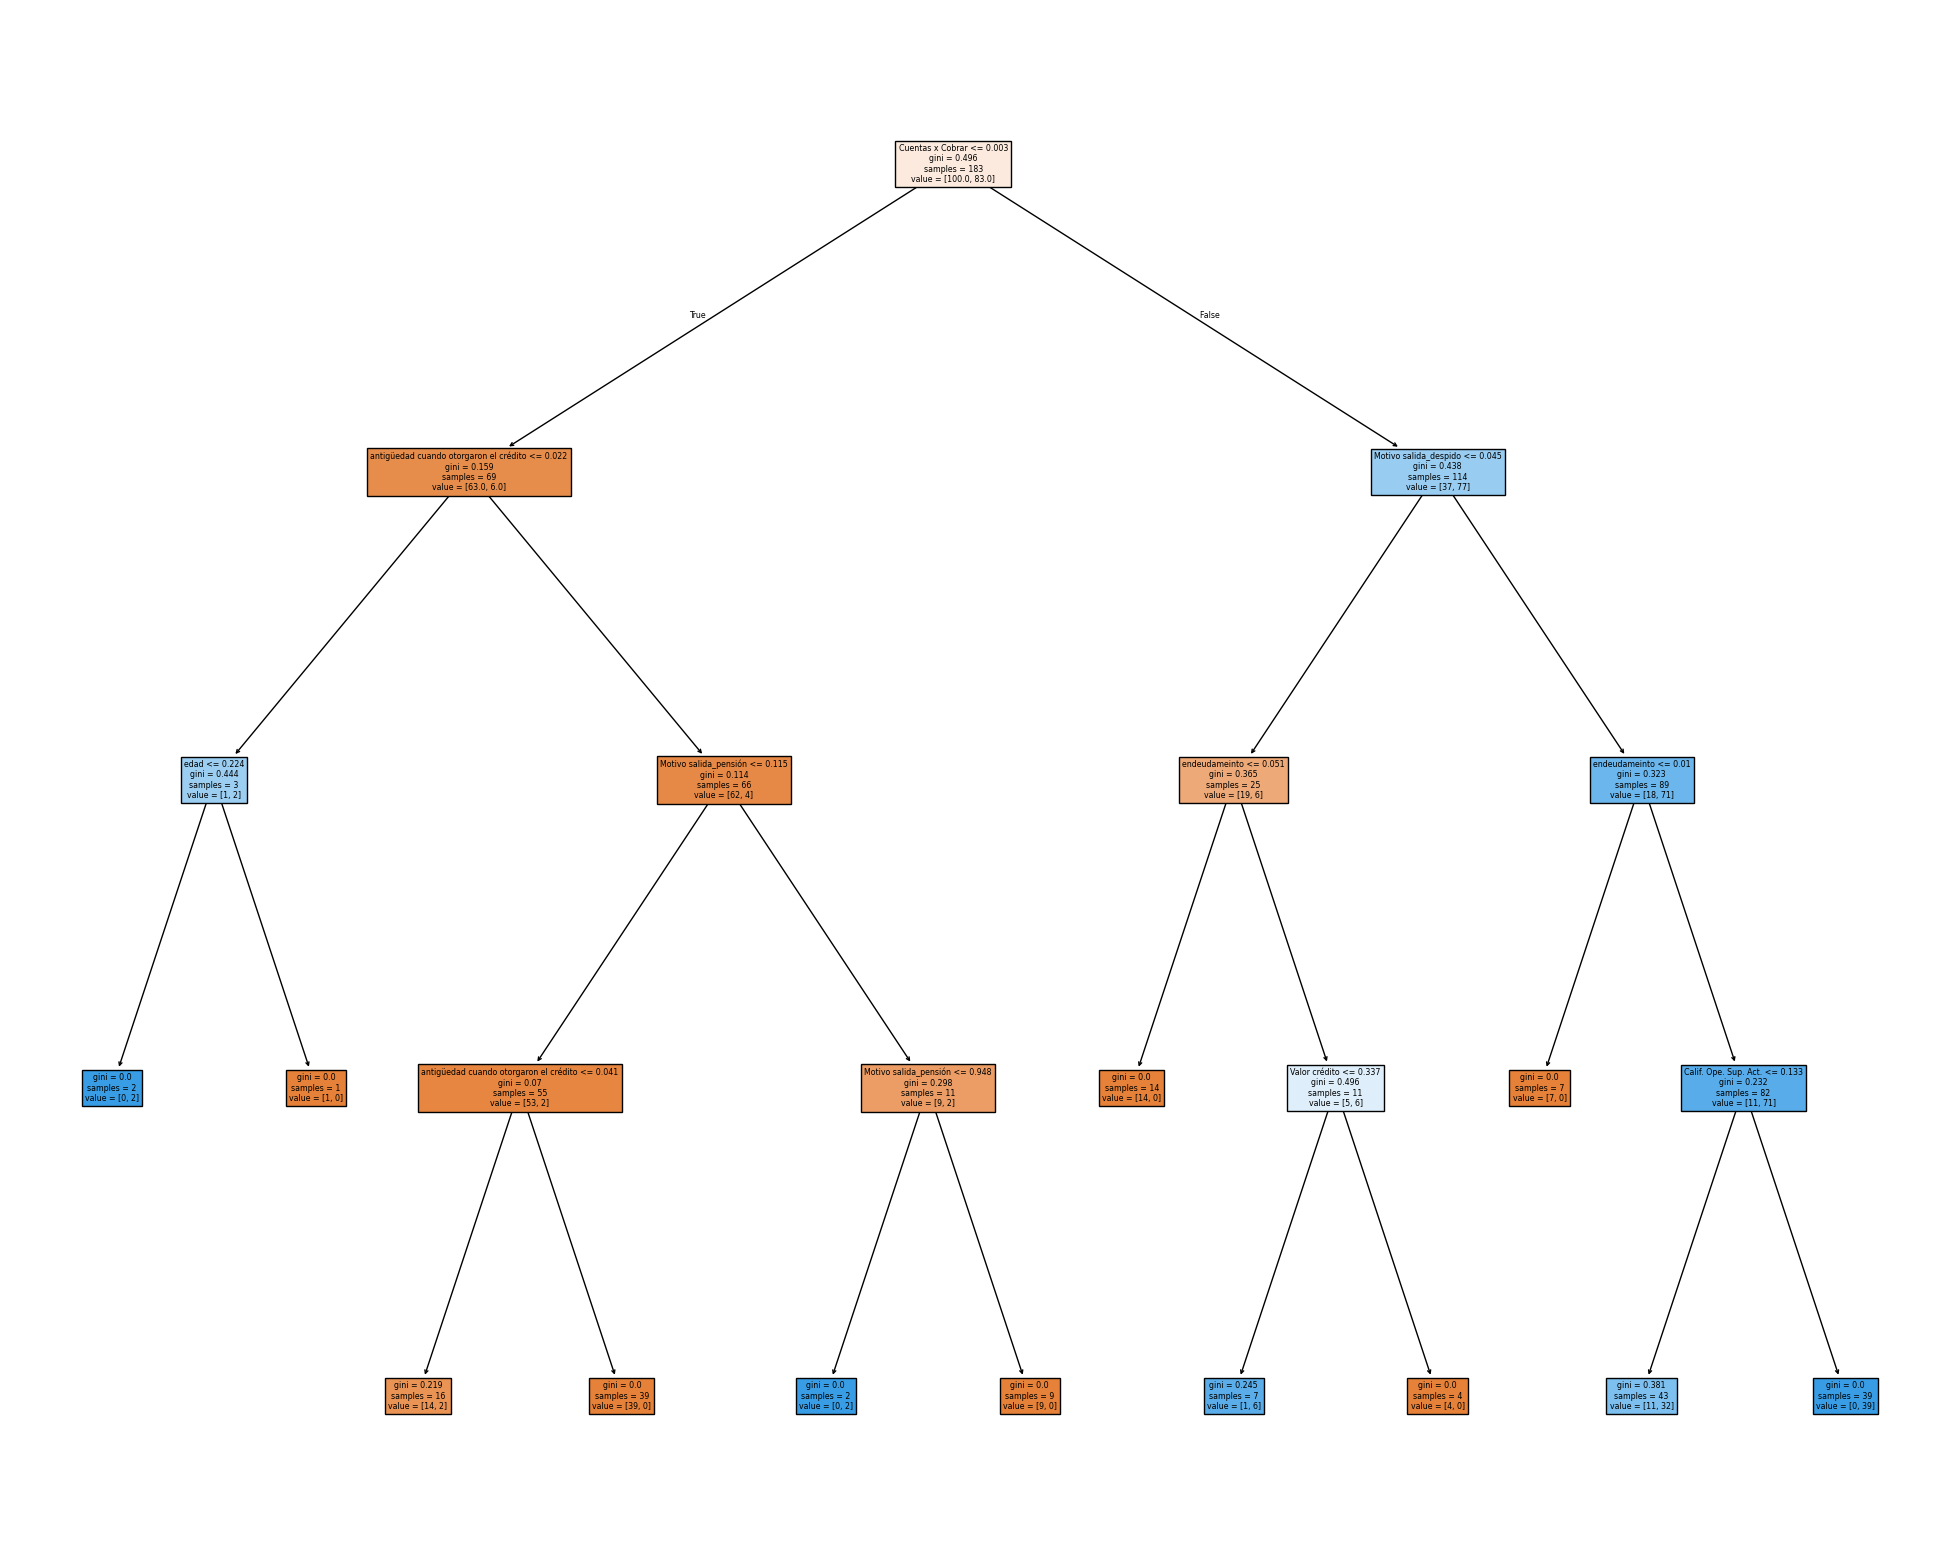 Cuentas x Cobrar <= 0.003
gini = 0.496
samples = 183
value = [100.0, 83.0]
True
False
antigüedad cuando otorgaron el crédito <= 0.022
gini = 0.159
samples = 69
value = [63.0, 6.0]
Motivo salida_despido <= 0.045
gini = 0.438
samples = 114
value = [37, 77]
edad <= 0.224
gini = 0.444
samples = 3
value = [1, 2]
Motivo salida_pensión <= 0.115
gini = 0.114
samples = 66
value = [62, 4]
endeudameinto <= 0.051
gini = 0.365
samples = 25
value = [19, 6]
endeudameinto <= 0.01
gini = 0.323
samples = 89
value = [18, 71]
gini = 0.0
samples = 2
value = [0, 2]
gini = 0.0
samples = 1
value = [1, 0]
antigüedad cuando otorgaron el crédito <= 0.041
gini = 0.07
samples = 55
value = [53, 2]
Motivo salida_pensión <= 0.948
gini = 0.298
samples = 11
value = [9, 2]
gini = 0.0
samples = 14
value = [14, 0]
Valor crédito <= 0.337
gini = 0.496
samples = 11
value = [5, 6]
gini = 0.0
samples = 7
value = [7, 0]
Calif. Ope. Sup. Act. <= 0.133
gini = 0.232
samples = 82
value = [11, 71]
gini = 0.219
samples = 16
value = [14, 2]
gini = 0.0
samples = 39
value = [39, 0]
gini = 0.0
samples = 2
value = [0, 2]
gini = 0.0
samples = 9
value = [9, 0]
gini = 0.245
samples = 7
value = [1, 6]
gini = 0.0
samples = 4
value = [4, 0]
gini = 0.381
samples = 43
value = [11, 32]
gini = 0.0
samples = 39
value = [0, 39]